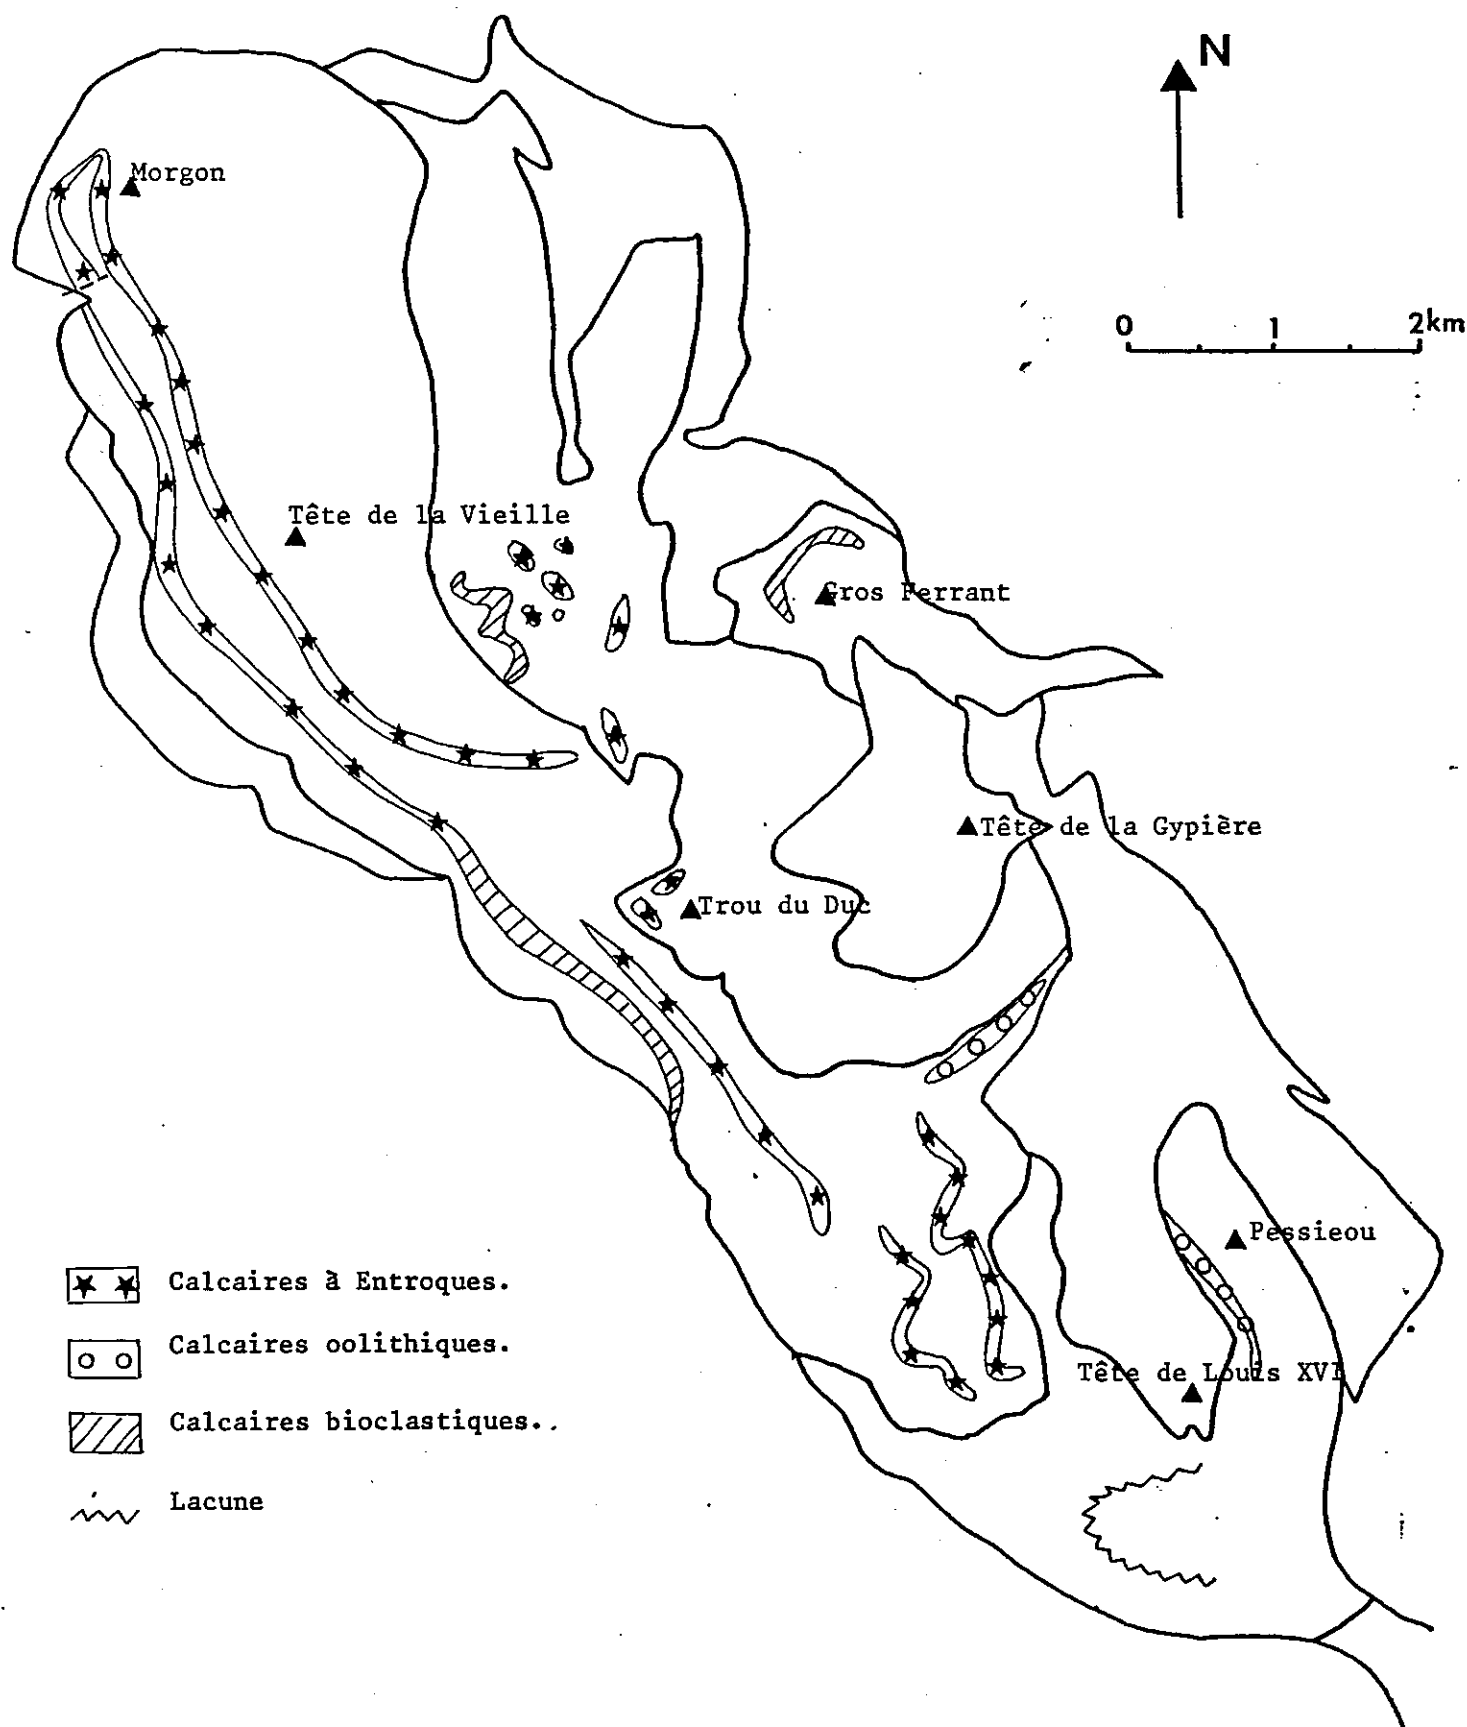 N
Morgon
0 1 2km
Tête de la Vieille
Gros Ferrant
Tête de la Gypière
Trou du Duc
Pessieou
Calcaires à Entroques.
Calcaires oolithiques.
Tête de Louis XVI
Calcaires bioclastiques..
Lacune